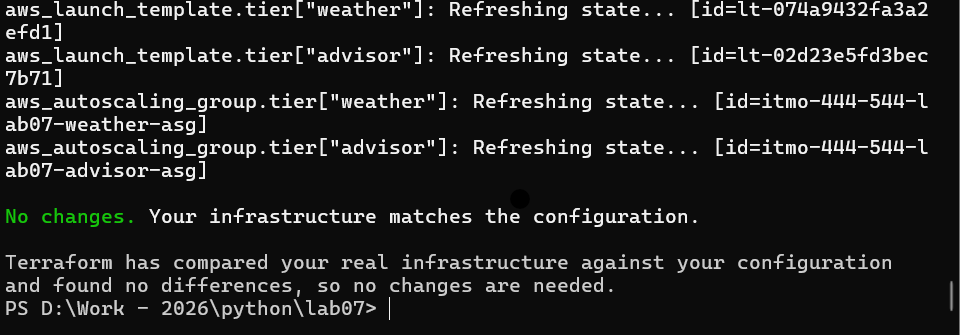 aws_launch_template.tier["weather"]: Refreshing state... [id=lt-074a9432fa3a2
efd1]
aws_launch_template.tier["advisor"]: Refreshing state... [id=lt-02d23e5fd3bec
7b71]
aws_autoscaling_group.tier["weather"]: Refreshing state... [id=itmo-444-544-l
ab07-weather-asg]
aws_autoscaling_group.tier["advisor"]: Refreshing state... [id=itmo-444-544-l
ab07-advisor-asg]
No changes. Your infrastructure matches the configuration.
Terraform has compared your real infrastructure against your configuration
and found no differences, so no changes are needed.
PS D:\Work - 2026\python\lab07>